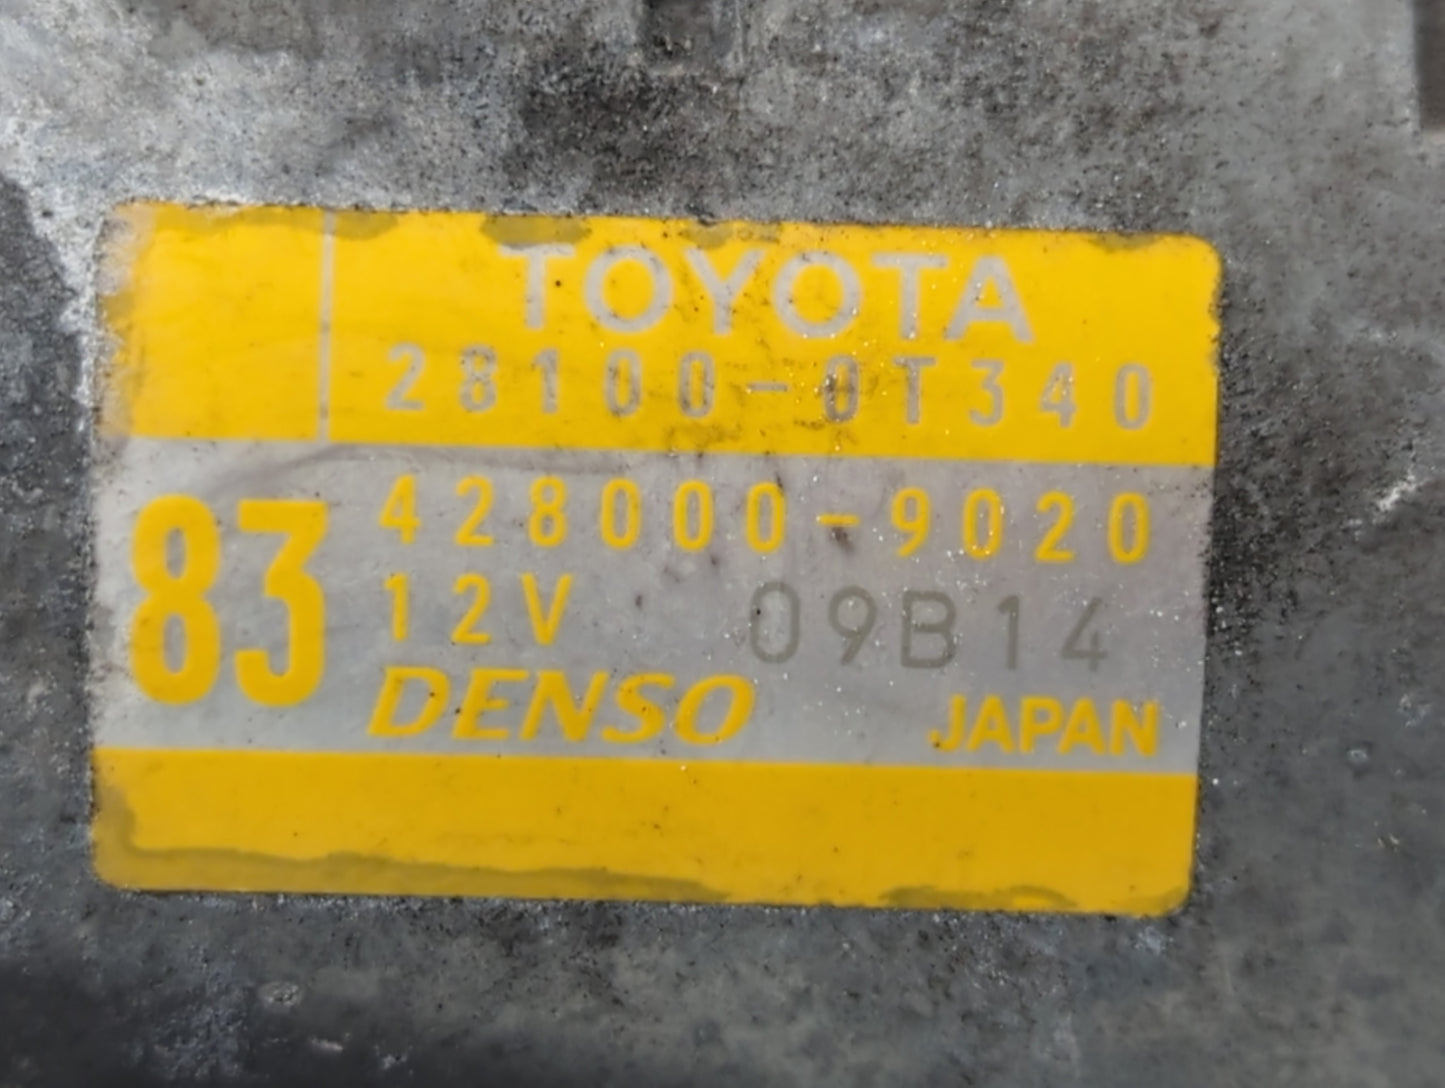 TOYOTA
28100-0T340
83
428000-9020
12V 09B14
DENSO JAPAN